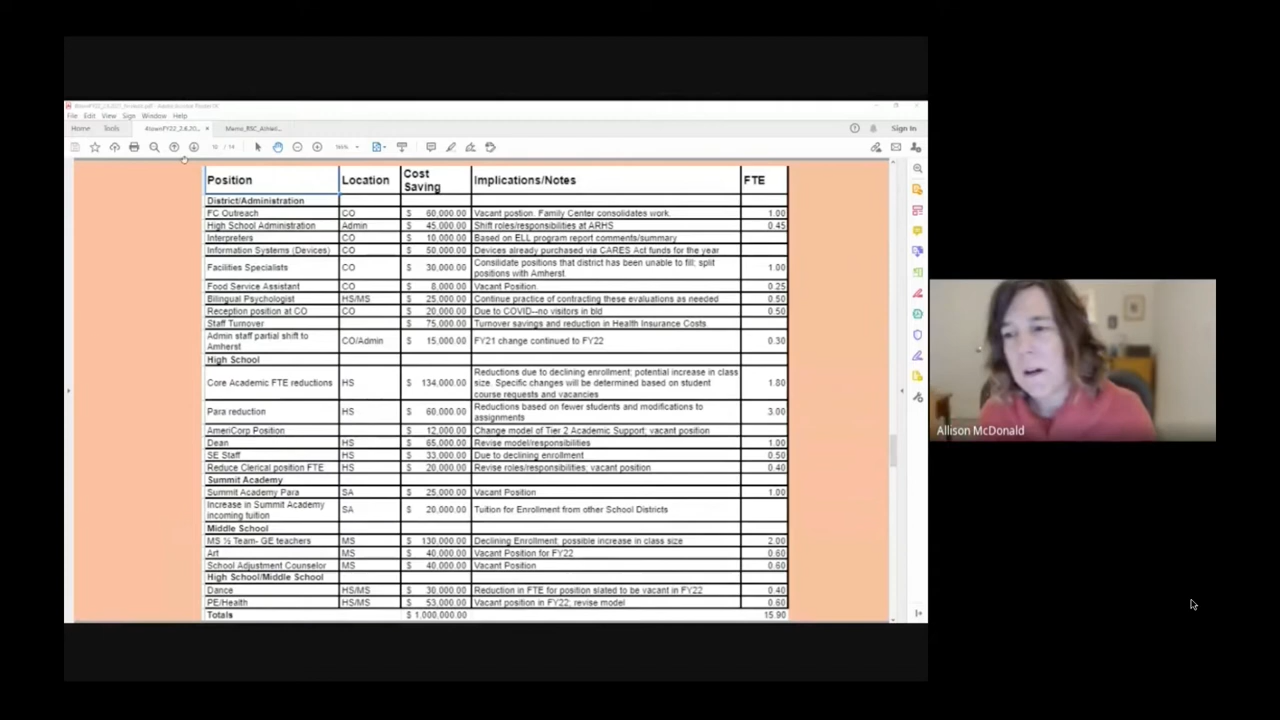 File Edit View Sign Window Help
Home Tools 4townFY22_2.6.20... × Memo_RSC_Athleti... Sign In
10 / 14
Position Location Cost Saving Implications/Notes FTE
District/Administration
FC Outreach CO $ 60,000.00 Vacant postion. Family Center consolidates work. 1.00
High School Administration Admin $ 45,000.00 Shift roles/responsibilities at ARHS 0.45
Interpreters CO $ 10,000.00 Based on ELL program report comments/summary
Information Systems (Devices) CO $ 50,000.00 Devices already purchased via CARES Act funds for the year
Facilities Specialists CO $ 30,000.00 Consilidate positions that district has been unable to fill; split positions with Amherst. 1.00
Food Service Assistant CO $ 8,000.00 Vacant Position. 0.25
Bilingual Psychologist HS/MS $ 25,000.00 Continue practice of contracting these evaluations as needed 0.50
Reception position at CO CO $ 20,000.00 Due to COVID--no visitors in bld 0.50
Staff Turnover $ 75,000.00 Turnover savings and reduction in Health Insurance Costs
Admin staff partial shift to Amherst CO/Admin $ 15,000.00 FY21 change continued to FY22 0.30
High School
Core Academic FTE reductions HS $ 134,000.00 Reductions due to declining enrollment; potential increase in class size. Specific changes will be determined based on student course requests and vacancies 1.80
Para reduction HS $ 60,000.00 Reductions based on fewer students and modifications to assignments 3.00
AmeriCorp Position $ 12,000.00 Change model of Tier 2 Academic Support; vacant position
Dean HS $ 65,000.00 Revise model/responsibilities 1.00
SE Staff HS $ 33,000.00 Due to declining enrollment 0.50
Reduce Clerical position FTE HS $ 20,000.00 Revise roles/responsibilities; vacant position 0.40
Summit Academy
Summit Academy Para SA $ 25,000.00 Vacant Position 1.00
Increase in Summit Academy incoming tuition SA $ 20,000.00 Tuition for Enrollment from other School Districts
Middle School
MS ½ Team- GE teachers MS $ 130,000.00 Declining Enrollment; possible increase in class size 2.00
Art MS $ 40,000.00 Vacant Position for FY22 0.60
School Adjustment Counselor MS $ 40,000.00 Vacant Position 0.60
High School/Middle School
Dance HS/MS $ 30,000.00 Reduction in FTE for position slated to be vacant in FY22 0.40
PE/Health HS/MS $ 53,000.00 Vacant position in FY22; revise model 0.60
Totals $ 1,000,000.00 15.90
Allison McDonald